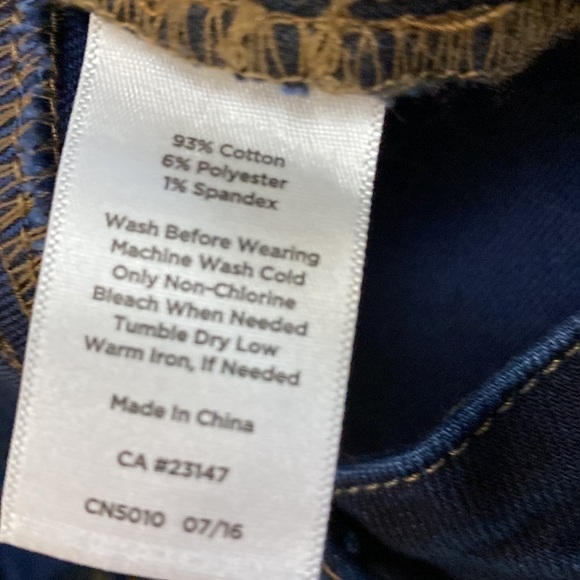 93% Cotton
6% Polyester
1% Spandex
Wash Before Wearing
Machine Wash Cold
Only Non-Chlorine
Bleach When Needed
Tumble Dry Low
Warm Iron, If Needed
Made In China
CA #23147
CN5010 07/16